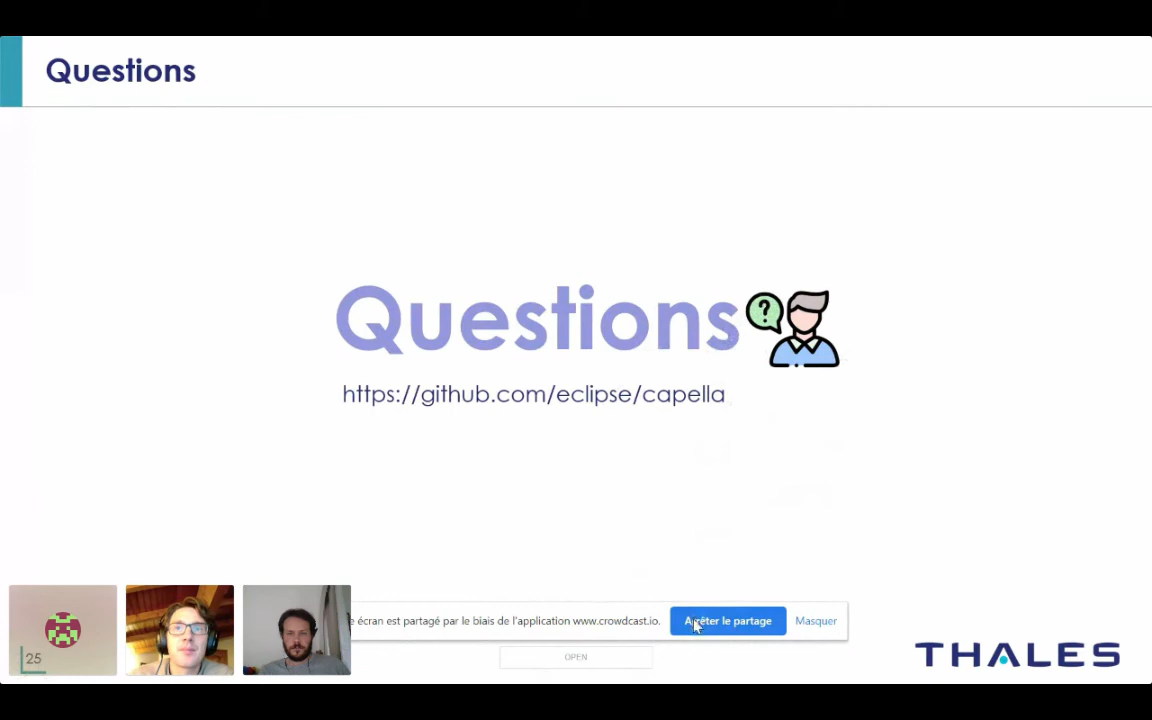 Questions
Questions
?
https://github.com/eclipse/capella
e écran est partagé par le biais de l'application www.crowdcast.io.
Arrêter le partage
Masquer
OPEN
25
THALES